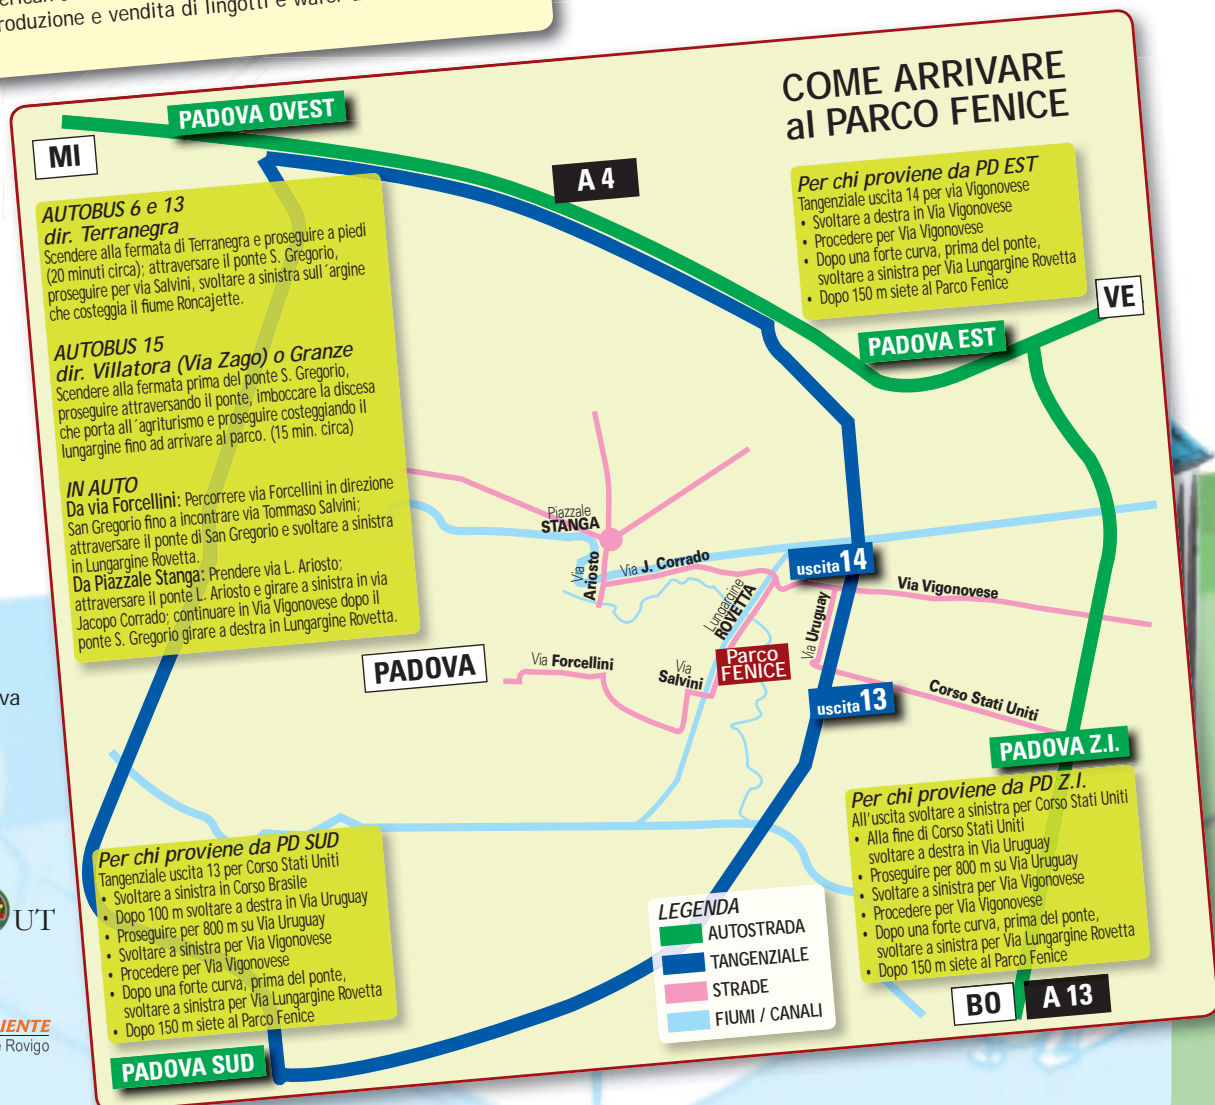 roduzione e vendita di lingotti e wafer
COME ARRIVARE
al PARCO FENICE
PADOVA OVEST
MI
A 4
Per chi proviene da PD EST
Tangenziale uscita 14 per via Vigonovese
• Svoltare a destra in Via Vigonovese
• Procedere per Via Vigonovese
• Dopo una forte curva, prima del ponte,
svoltare a sinistra per Via Lungargine Rovetta
• Dopo 150 m siete al Parco Fenice
VE
PADOVA EST
AUTOBUS 6 e 13
dir. Terranegra
Scendere alla fermata di Terranegra e proseguire a piedi
(20 minuti circa); attraversare il ponte S. Gregorio,
proseguire per via Salvini, svoltare a sinistra sull´argine
che costeggia il fiume Roncajette.
AUTOBUS 15
dir. Villatora (Via Zago) o Granze
Scendere alla fermata prima del ponte S. Gregorio,
proseguire attraversando il ponte, imboccare la discesa
che porta all´agriturismo e proseguire costeggiando il
lungargine fino ad arrivare al parco. (15 min. circa)
IN AUTO
Da via Forcellini: Percorrere via Forcellini in direzione
San Gregorio fino a incontrare via Tommaso Salvini;
attraversare il ponte di San Gregorio e svoltare a sinistra
in Lungargine Rovetta.
Da Piazzale Stanga: Prendere via L. Ariosto;
attraversare il ponte L. Ariosto e girare a sinistra in via
Jacopo Corrado; continuare in Via Vigonovese dopo il
ponte S. Gregorio girare a destra in Lungargine Rovetta.
Piazzale
STANGA
Via
Ariosto
Via J. Corrado
uscita 14
Via Vigonovese
Lungargine
ROVETTA
Via Uruguay
Parco
FENICE
PADOVA
Via Forcellini
Via
Salvini
uscita 13
Corso Stati Uniti
PADOVA Z.I.
va
Per chi proviene da PD Z.I.
All'uscita svoltare a sinistra per Corso Stati Uniti
• Alla fine di Corso Stati Uniti
svoltare a destra in Via Uruguay
• Proseguire per 800 m su Via Uruguay
• Svoltare a sinistra per Via Vigonovese
• Procedere per Via Vigonovese
• Dopo una forte curva, prima del ponte,
svoltare a sinistra per Via Lungargine Rovetta
• Dopo 150 m siete al Parco Fenice
Per chi proviene da PD SUD
Tangenziale uscita 13 per Corso Stati Uniti
• Svoltare a sinistra in Corso Brasile
• Dopo 100 m svoltare a destra in Via Uruguay
• Proseguire per 800 m su Via Uruguay
• Svoltare a sinistra per Via Vigonovese
• Procedere per Via Vigonovese
• Dopo una forte curva, prima del ponte,
svoltare a sinistra per Via Lungargine Rovetta
• Dopo 150 m siete al Parco Fenice
UT
LEGENDA
AUTOSTRADA
TANGENZIALE
STRADE
FIUMI / CANALI
BO
A 13
IENTE
e Rovigo
PADOVA SUD